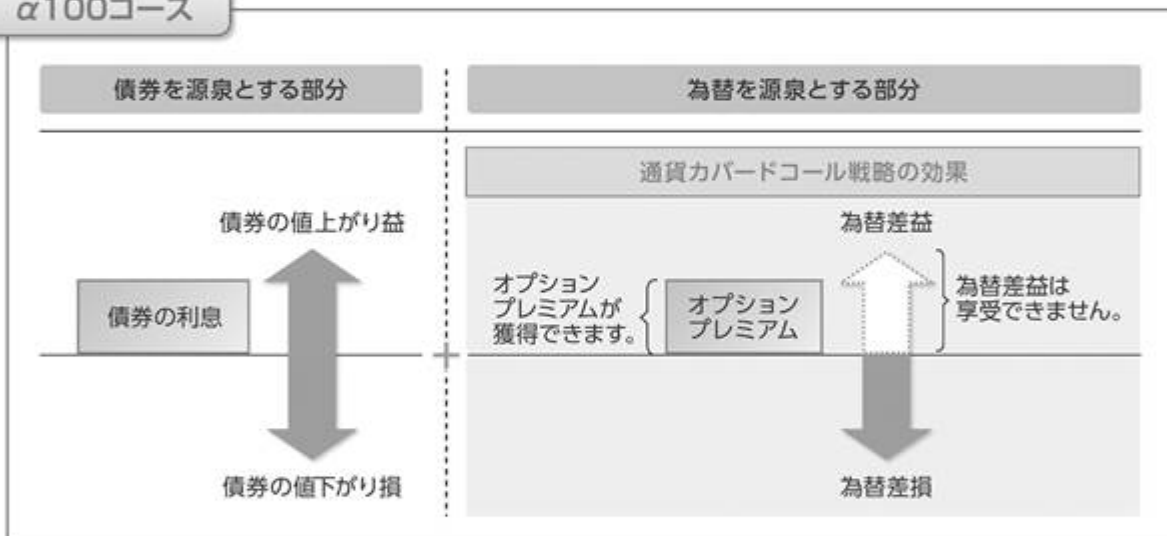 α100コース
債券を源泉とする部分
為替を源泉とする部分
通貨カバードコール戦略の効果
債券の値上がり益
為替差益
債券の利息
オプション
プレミアムが
獲得できます。
オプション
プレミアム
為替差益は
享受できません。
+
債券の値下がり損
為替差損